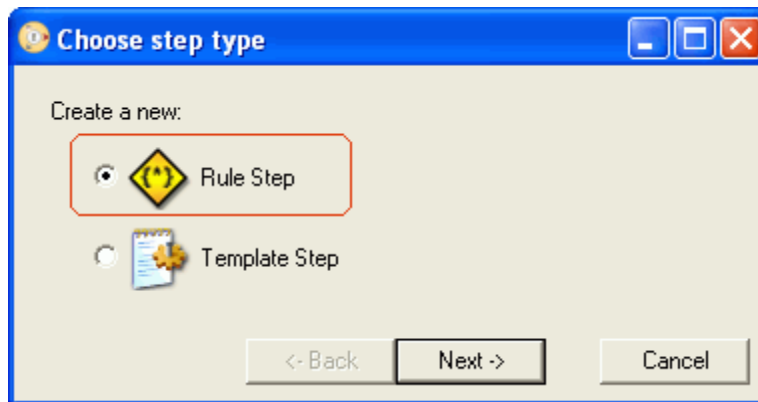 Choose step type
Create a new:
{*} Rule Step
Template Step
<- Back Next -> Cancel